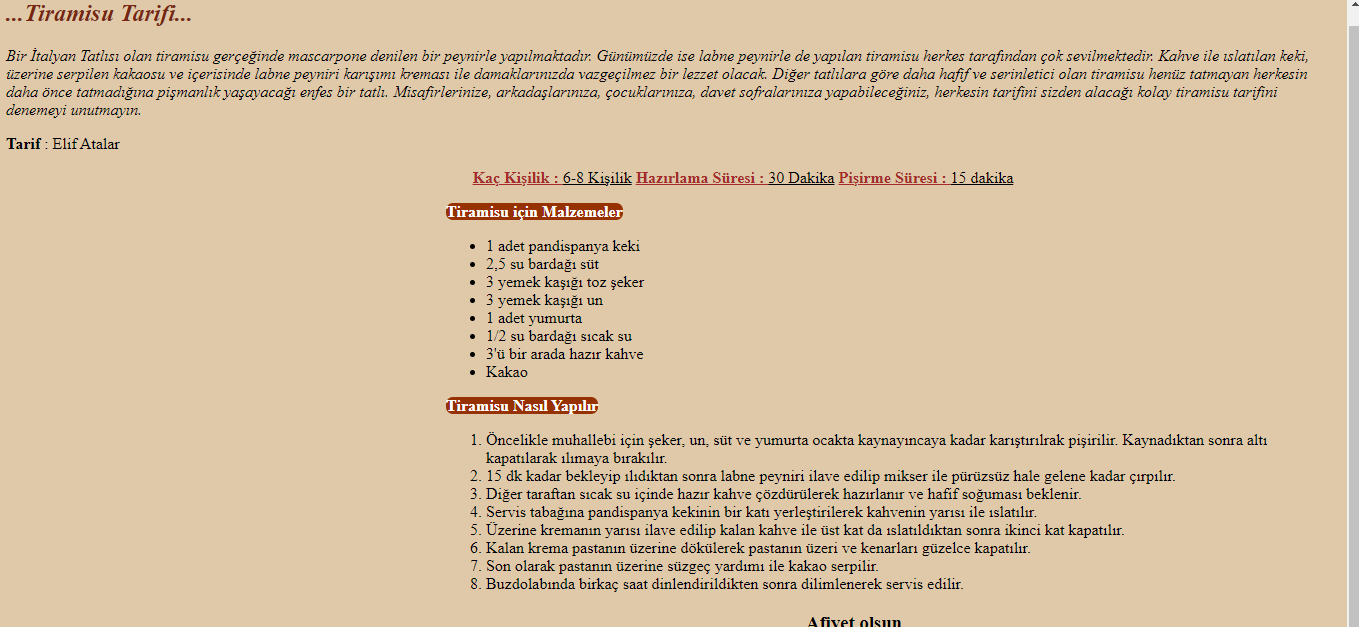 ...Tiramisu Tarifi...
Bir İtalyan Tatlısı olan tiramisu gerçeğinde mascarpone denilen bir peynirle yapılmaktadır. Günümüzde ise labne peynirle de yapılan tiramisu herkes tarafından çok sevilmektedir. Kahve ile ıslatılan keki,
üzerine serpilen kakaosu ve içerisinde labne peyniri karışımı kreması ile damaklarınızda vazgeçilmez bir lezzet olacak. Diğer tatlılara göre daha hafif ve serinletici olan tiramisu henüz tatmayan herkesin
daha önce tatmadığına pişmanlık yaşayacağı enfes bir tatlı. Misafirlerinize, arkadaşlarınıza, çocuklarınıza, davet sofralarınıza yapabileceğiniz, herkesin tarifini sizden alacağı kolay tiramisu tarifini
denemeyi unutmayın.
Tarif : Elif Atalar
Kaç Kişilik : 6-8 Kişilik Hazırlama Süresi : 30 Dakika Pişirme Süresi : 15 dakika
Tiramisu için Malzemeler
• 1 adet pandispanya keki
• 2,5 su bardağı süt
• 3 yemek kaşığı toz şeker
• 3 yemek kaşığı un
• 1 adet yumurta
• 1/2 su bardağı sıcak su
• 3'ü bir arada hazır kahve
• Kakao
Tiramisu Nasıl Yapılır
1. Öncelikle muhallebi için şeker, un, süt ve yumurta ocakta kaynayıncaya kadar karıştırılrak pişirilir. Kaynadıktan sonra altı
kapatılarak ılımaya bırakılır.
2. 15 dk kadar bekleyip ılıdıktan sonra labne peyniri ilave edilip mikser ile pürüzsüz hale gelene kadar çırpılır.
3. Diğer taraftan sıcak su içinde hazır kahve çözdürülerek hazırlanır ve hafif soğuması beklenir.
4. Servis tabağına pandispanya kekinin bir katı yerleştirilerek kahvenin yarısı ile ıslatılır.
5. Üzerine kremanın yarısı ilave edilip kalan kahve ile üst kat da ıslatıldıktan sonra ikinci kat kapatılır.
6. Kalan krema pastanın üzerine dökülerek pastanın üzeri ve kenarları güzelce kapatılır.
7. Son olarak pastanın üzerine süzgeç yardımı ile kakao serpilir.
8. Buzdolabında birkaç saat dinlendirildikten sonra dilimlenerek servis edilir.
Afiyet olsun